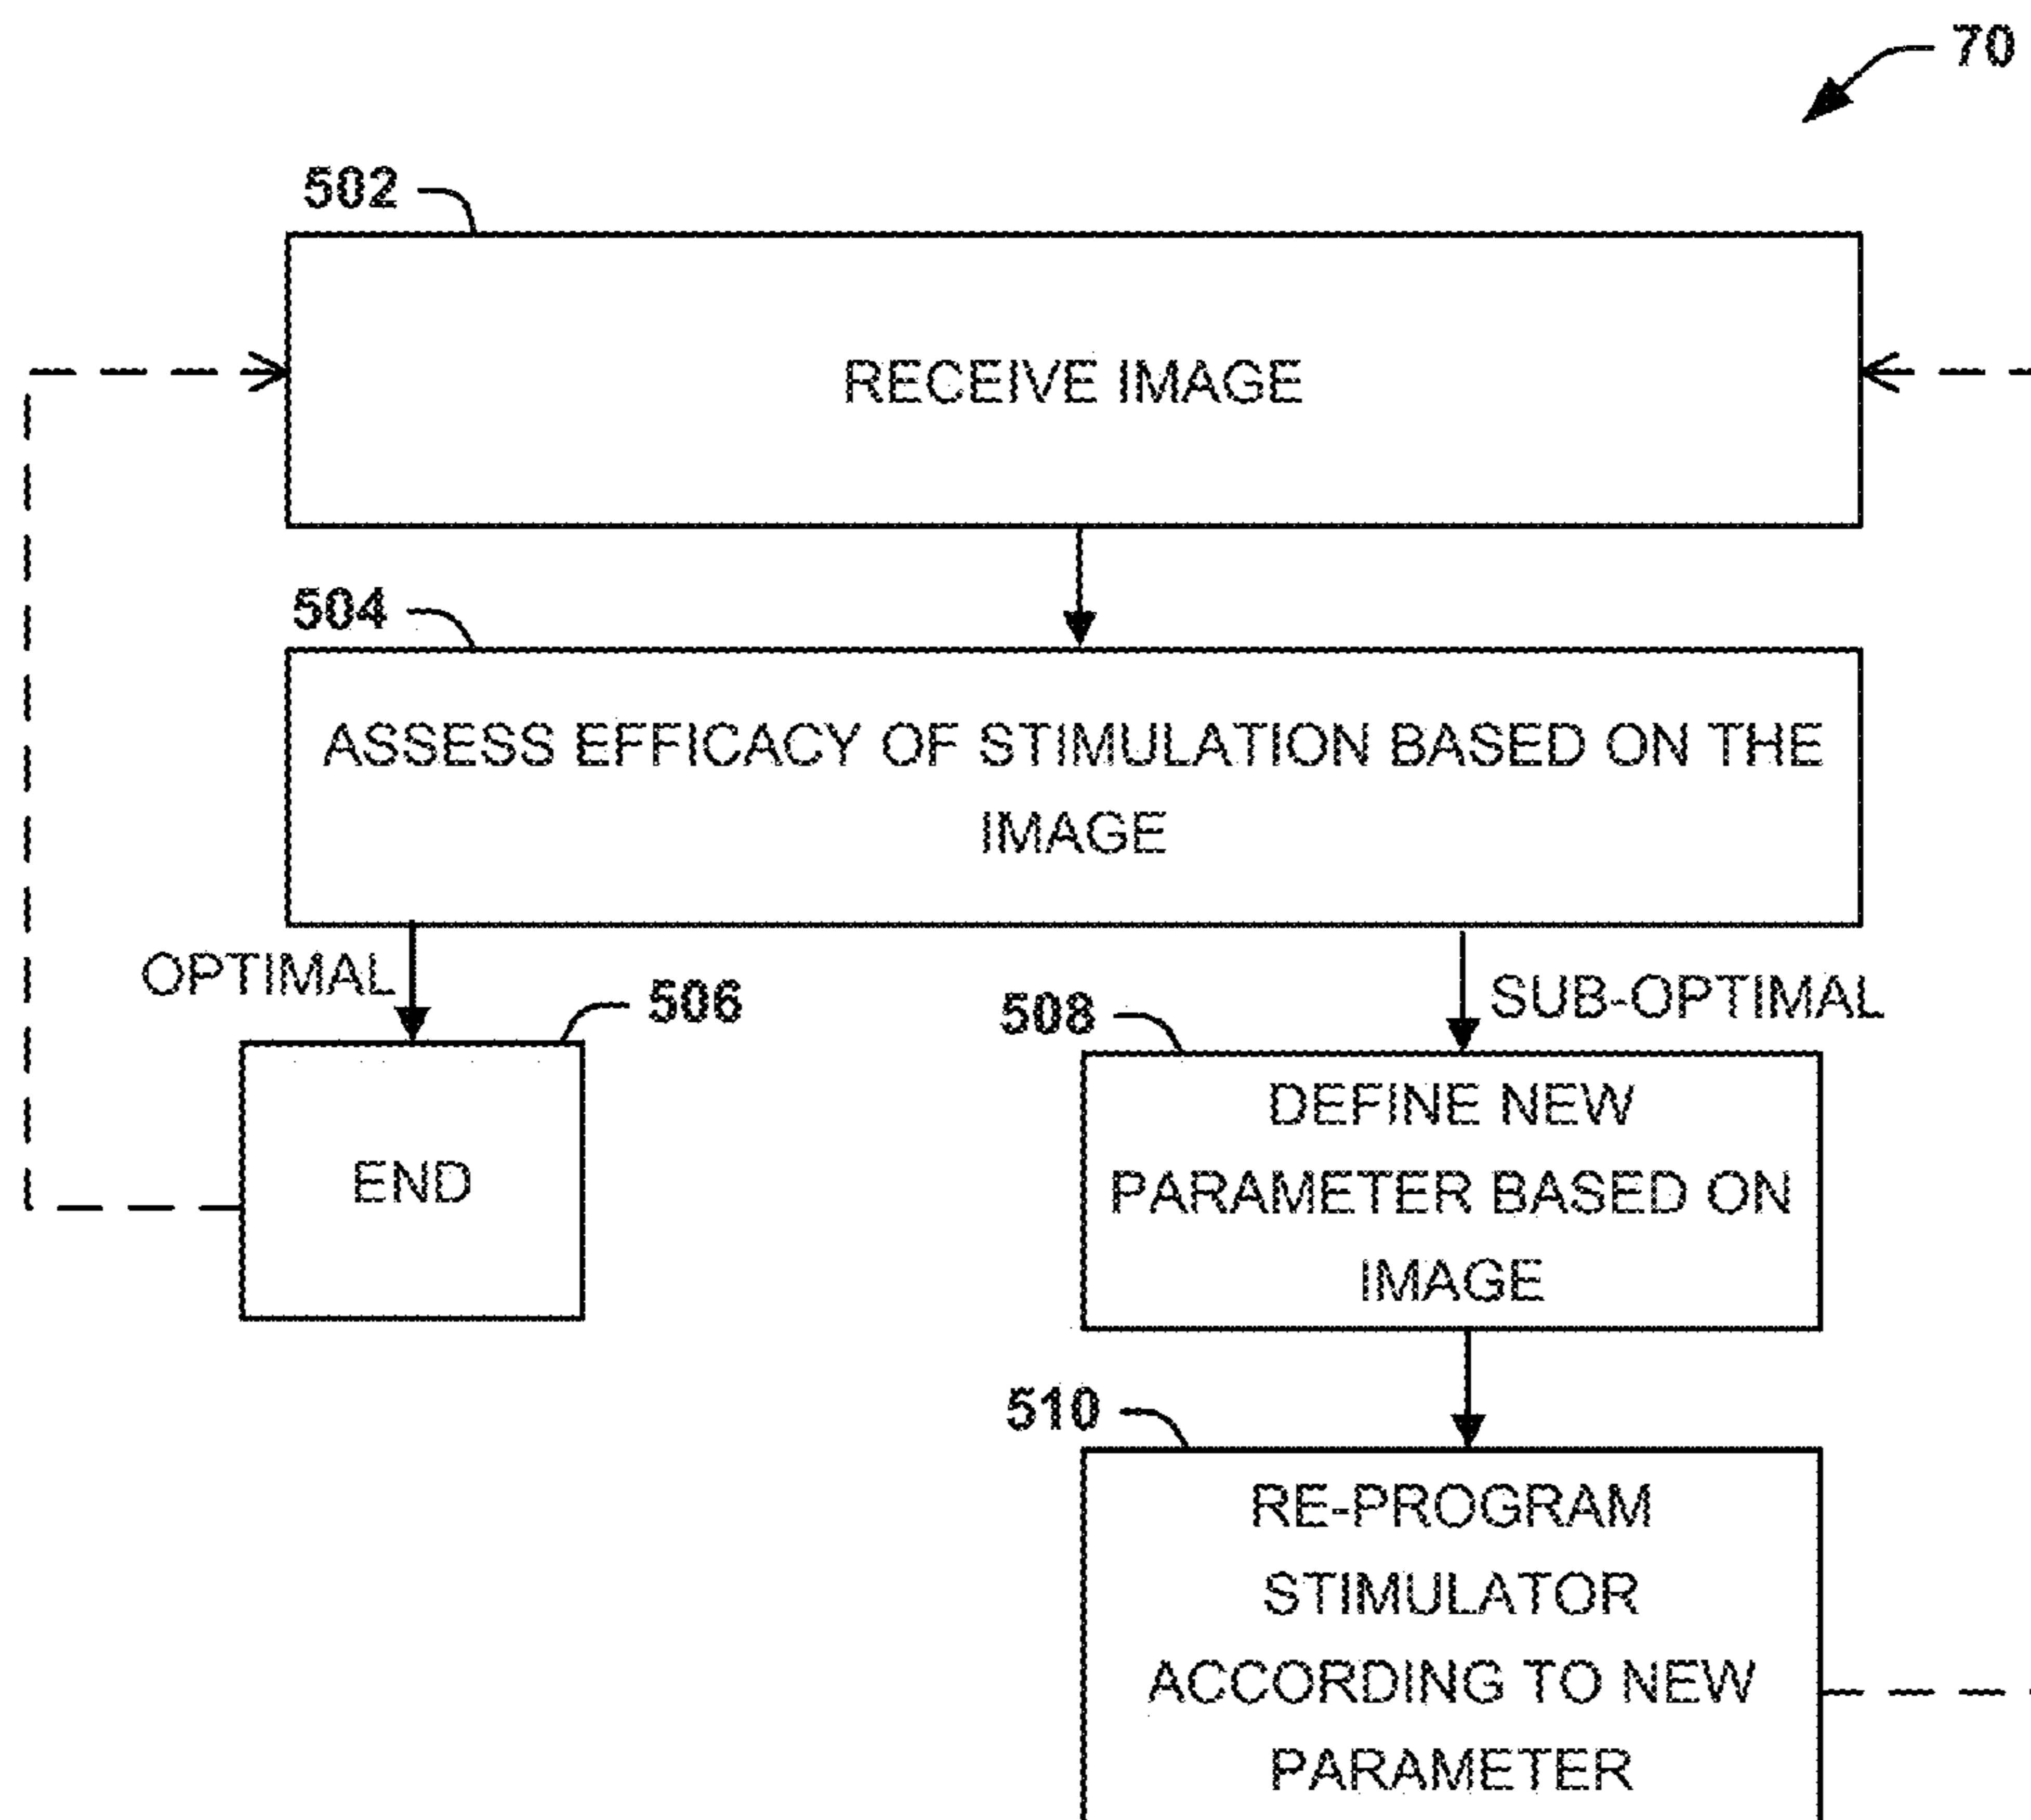 70
502
RECEIVE IMAGE
504
ASSESS EFFICACY OF STIMULATION BASED ON THE
IMAGE
OPTIMAL
506
END
SUB-OPTIMAL
508
DEFINE NEW
PARAMETER BASED ON
IMAGE
510
RE-PROGRAM
STIMULATOR
ACCORDING TO NEW
PARAMETER